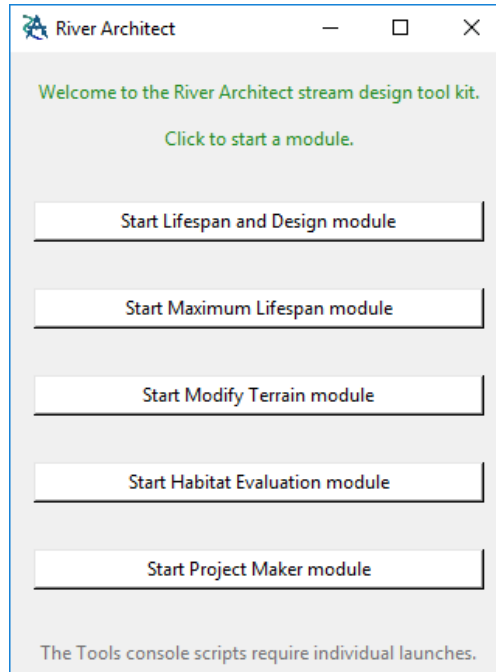 River Architect
Welcome to the River Architect stream design tool kit.
Click to start a module.
Start Lifespan and Design module
Start Maximum Lifespan module
Start Modify Terrain module
Start Habitat Evaluation module
Start Project Maker module
The Tools console scripts require individual launches.